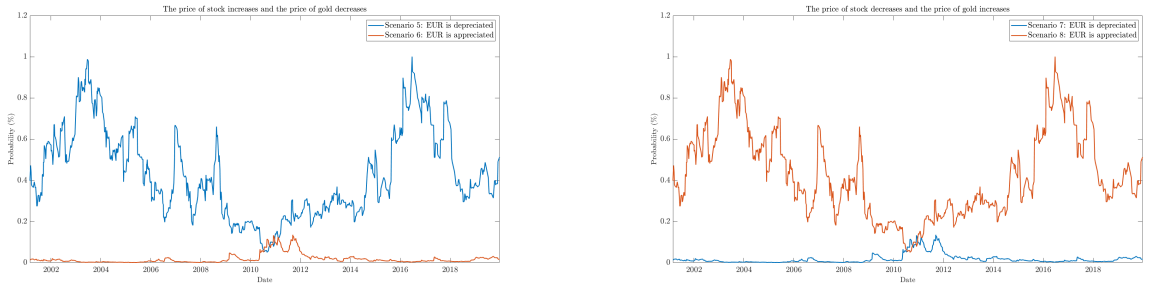 The price of stock increases and the price of gold decreases
Scenario 5: EUR is depreciated
Scenario 6: EUR is appreciated
1.2
1
0.8
0.6
0.4
0.2
0
Probability (%)
2002 2004 2006 2008 2010 2012 2014 2016 2018
Date
The price of stock decreases and the price of gold increases
Scenario 7: EUR is depreciated
Scenario 8: EUR is appreciated
1.2
1
0.8
0.6
0.4
0.2
0
Probability (%)
2002 2004 2006 2008 2010 2012 2014 2016 2018
Date